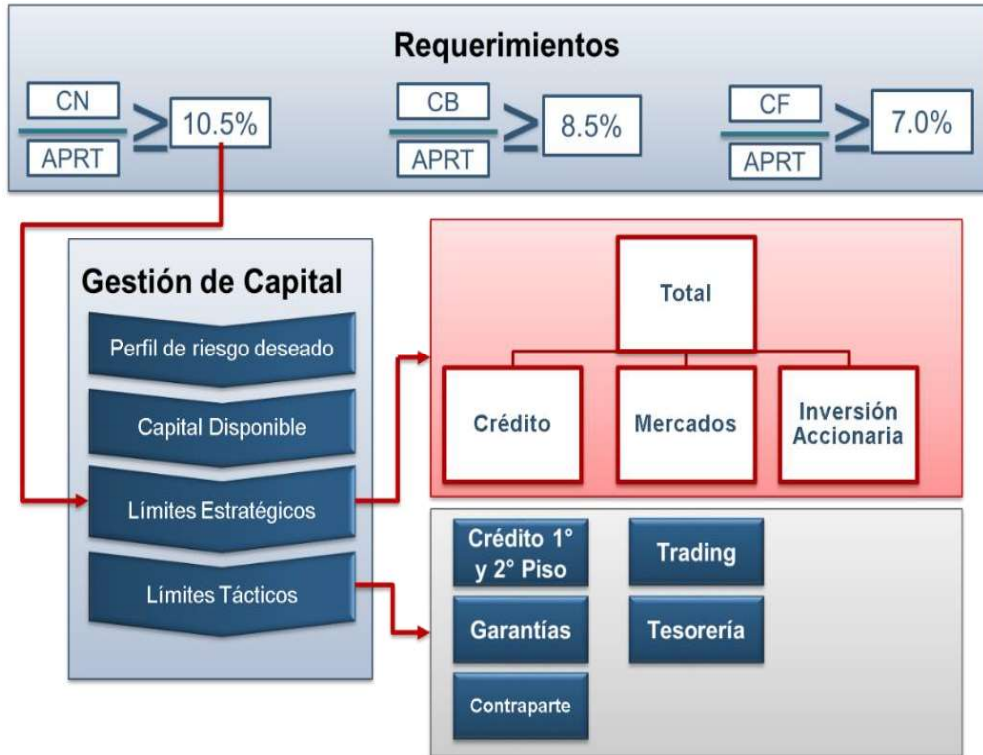 Requerimientos
CN
APRT
≥
10.5%
CB
APRT
≥
8.5%
CF
APRT
≥
7.0%
Gestión de Capital
Perfil de riesgo deseado
Capital Disponible
Límites Estratégicos
Límites Tácticos
Total
Crédito
Mercados
Inversión
Accionaria
Crédito 1°
y 2° Piso
Trading
Garantías
Tesorería
Contraparte